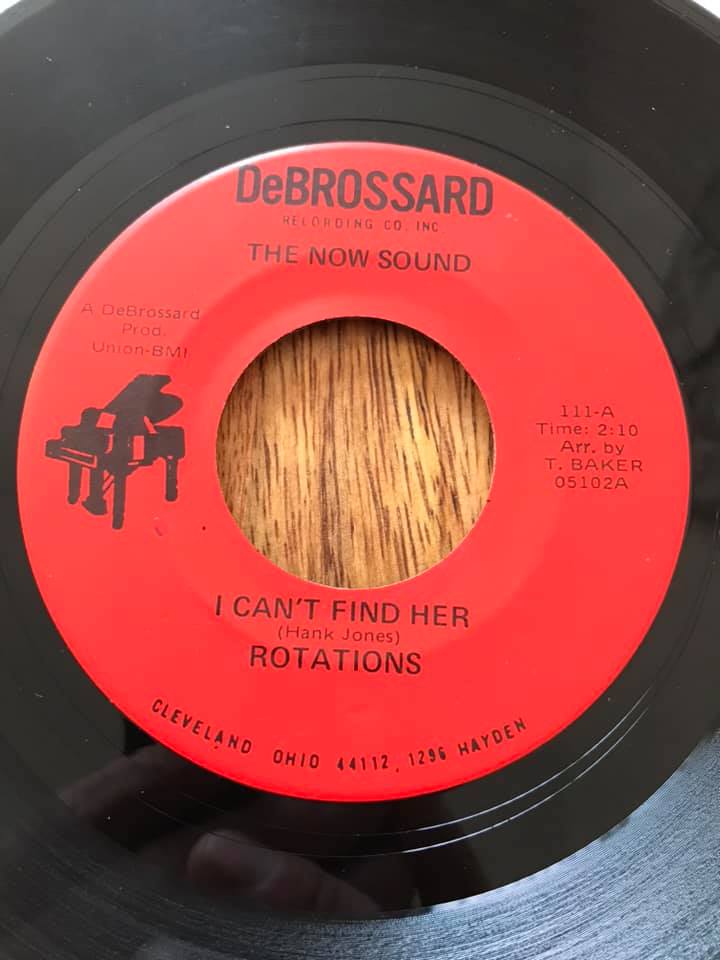 DeBROSSARD
RECORDING CO. INC
THE NOW SOUND
A DeBrossard
Prod.
Union-BMI
111-A
Time: 2:10
Arr. by
T. BAKER
05102A
I CAN'T FIND HER
(Hank Jones)
ROTATIONS
CLEVELAND OHIO 44112, 1296 HAYDEN